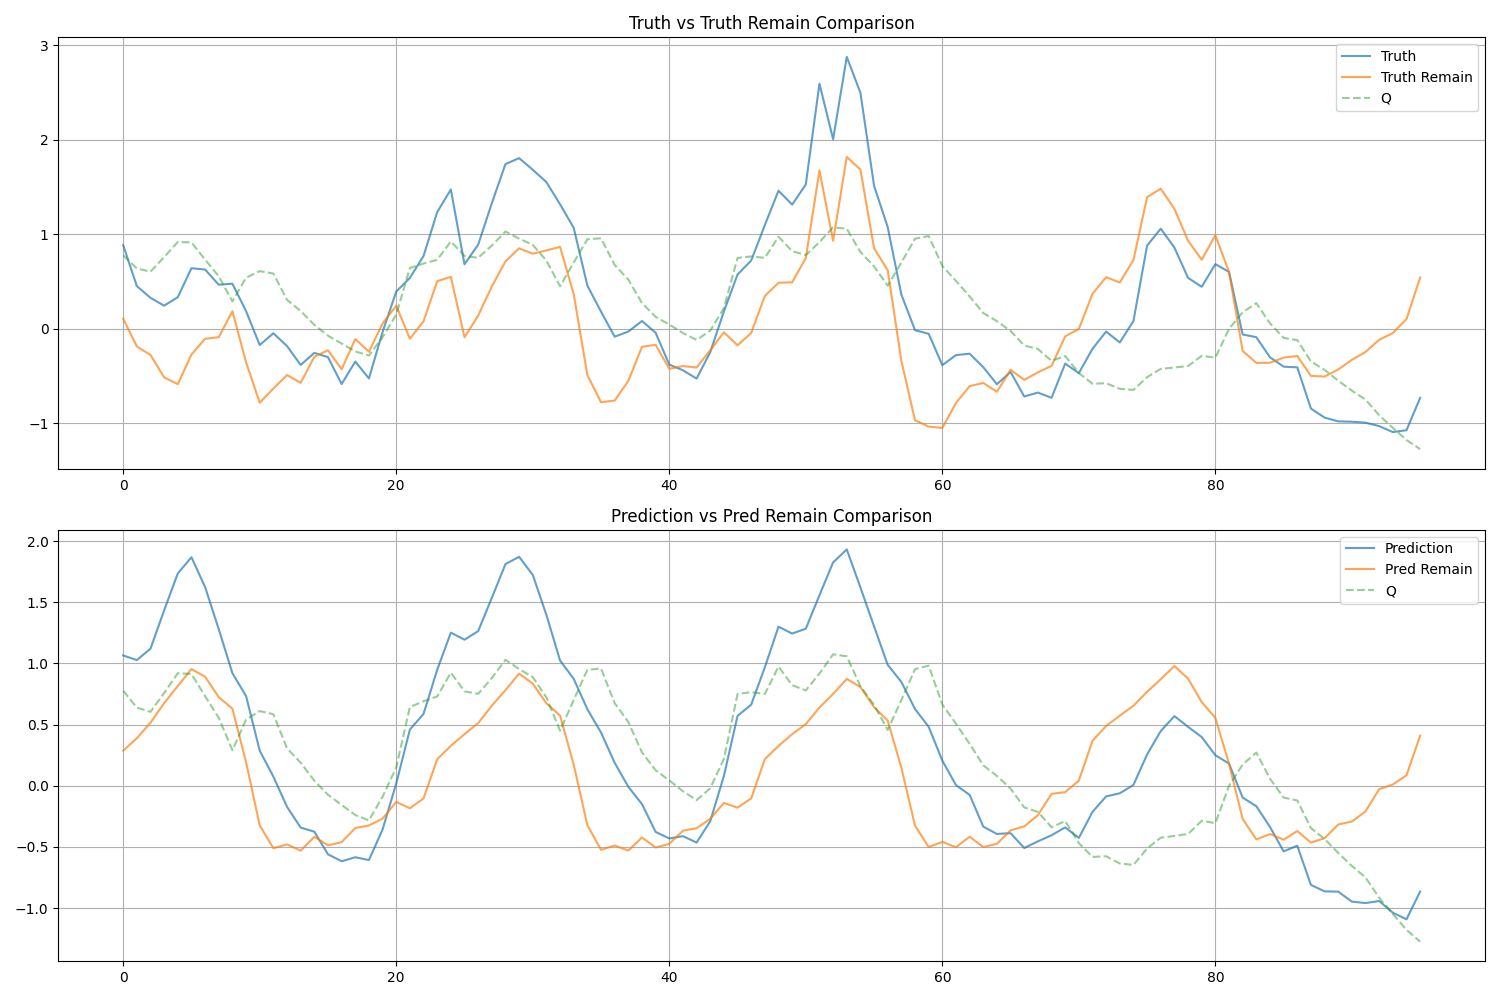 Truth vs Truth Remain Comparison
3
2
1
0
−1
0
20
40
60
80
Truth
Truth Remain
Q
Prediction vs Pred Remain Comparison
2.0
1.5
1.0
0.5
0.0
−0.5
−1.0
0
20
40
60
80
Prediction
Pred Remain
Q